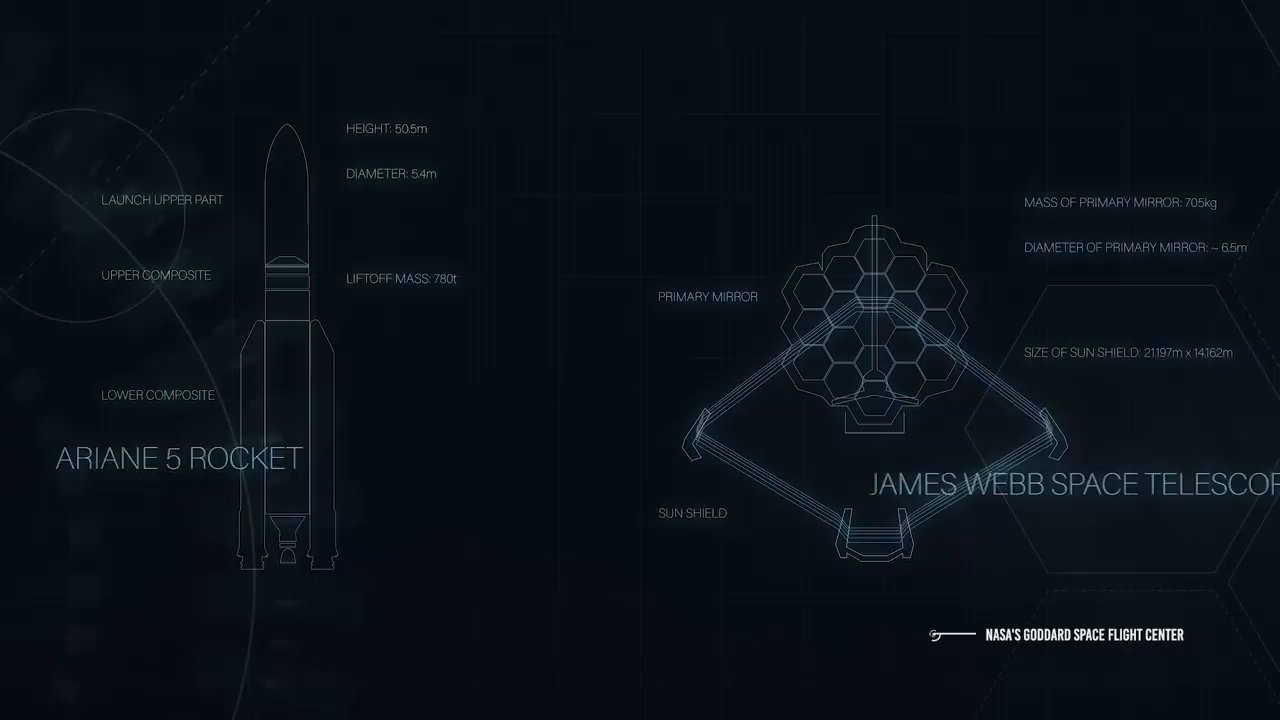 HEIGHT: 50.5m
DIAMETER: 5.4m
LAUNCH UPPER PART
UPPER COMPOSITE
LIFTOFF MASS: 780t
LOWER COMPOSITE
ARIANE 5 ROCKET
MASS OF PRIMARY MIRROR: 705kg
DIAMETER OF PRIMARY MIRROR: ~ 6.5m
PRIMARY MIRROR
SIZE OF SUN SHIELD: 21.197m x 14.162m
JAMES WEBB SPACE TELESCOP
SUN SHIELD
NASA'S GODDARD SPACE FLIGHT CENTER